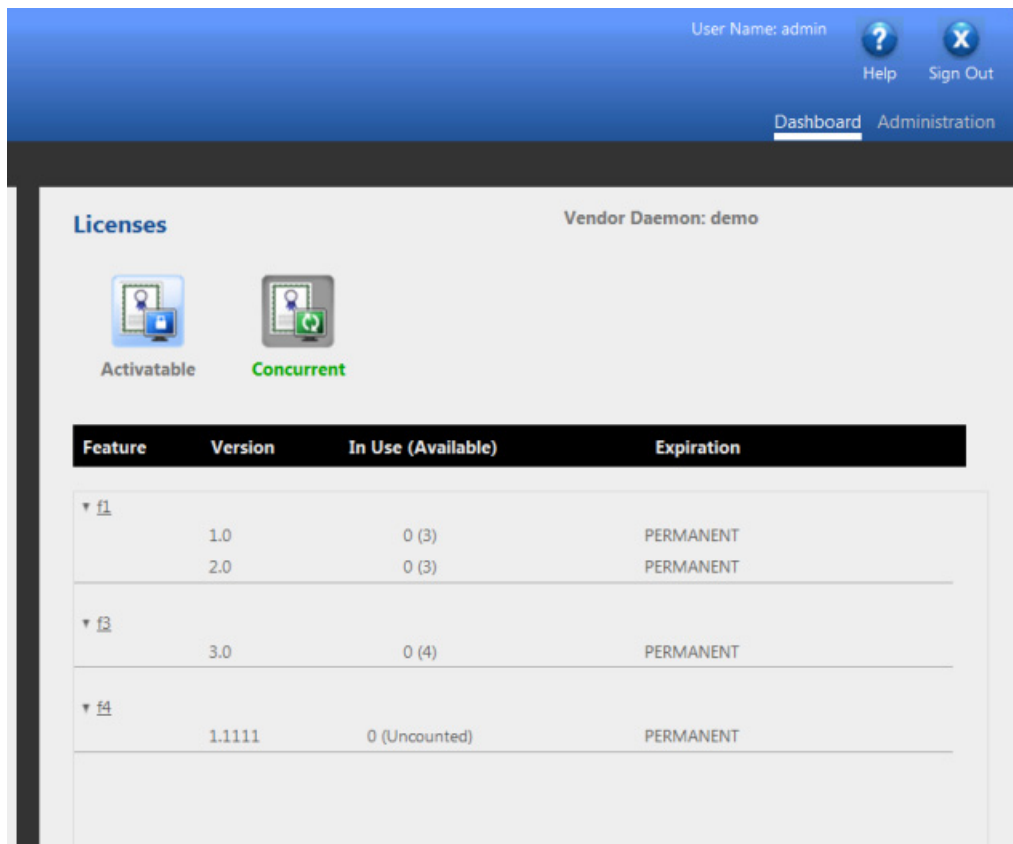 User Name: admin
Help
Sign Out
Dashboard Administration
Licenses
Vendor Daemon: demo
Activatable
Concurrent
Feature Version In Use (Available) Expiration
f1
1.0 0 (3) PERMANENT
2.0 0 (3) PERMANENT
f3
3.0 0 (4) PERMANENT
f4
1.1111 0 (Uncounted) PERMANENT